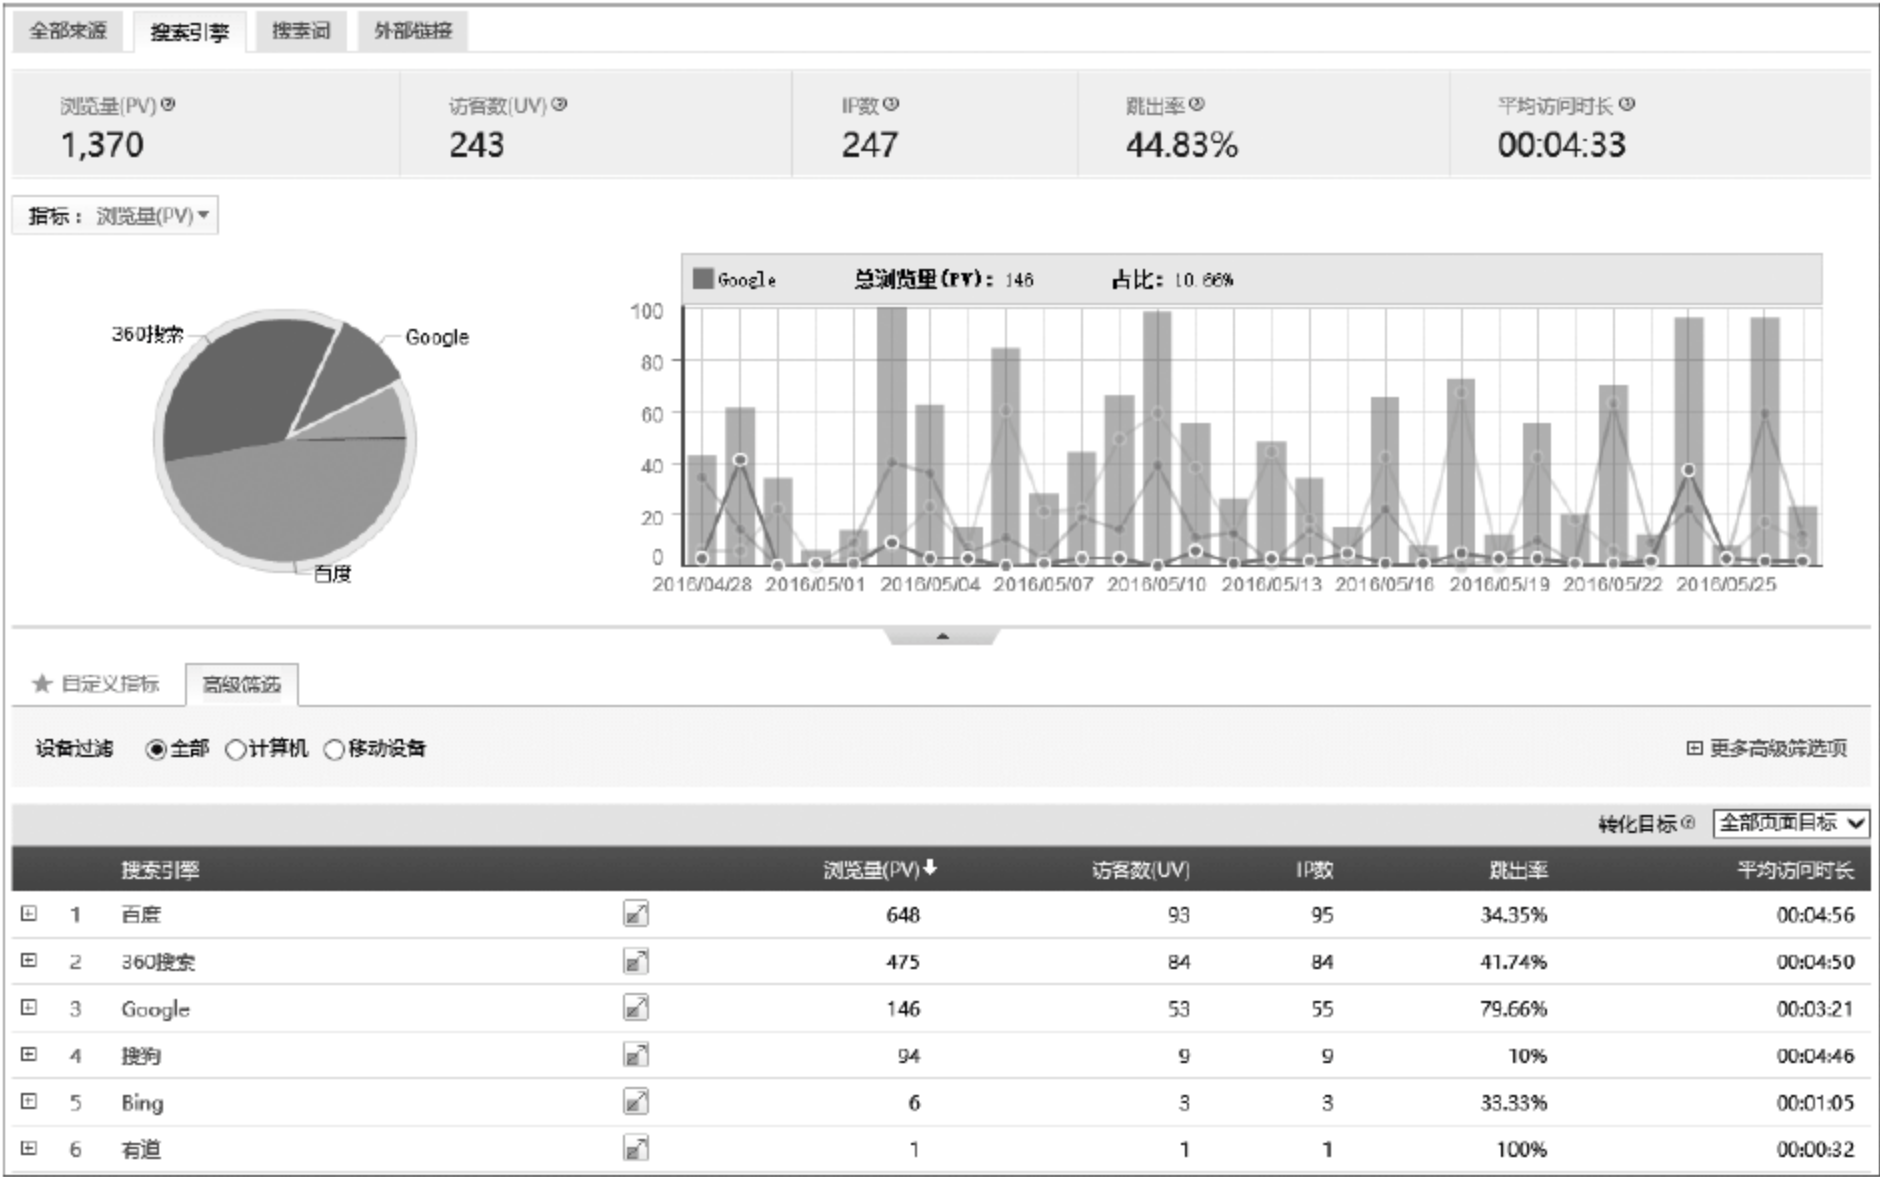 全部来源 搜索引擎 搜索词 外部链接
浏览量(PV) 访客数(UV) IP数 跳出率 平均访问时长
1,370 243 247 44.83% 00:04:33
指标： 浏览量(PV)
Google 总浏览量(PV): 146 占比: 10.66%
360搜索
Google
百度
100
80
60
40
20
0
2016/04/28 2016/05/01 2016/05/04 2016/05/07 2016/05/10 2016/05/13 2016/05/16 2016/05/19 2016/05/22 2016/05/25
自定义指标 高级筛选
设备过滤 全部 计算机 移动设备 更多高级筛选项
转化目标 全部页面目标
搜索引擎 浏览量(PV) 访客数(UV) IP数 跳出率 平均访问时长
1 百度 648 93 95 34.35% 00:04:56
2 360搜索 475 84 84 41.74% 00:04:50
3 Google 146 53 55 79.66% 00:03:21
4 搜狗 94 9 9 10% 00:04:46
5 Bing 6 3 3 33.33% 00:01:05
6 有道 1 1 1 100% 00:00:32